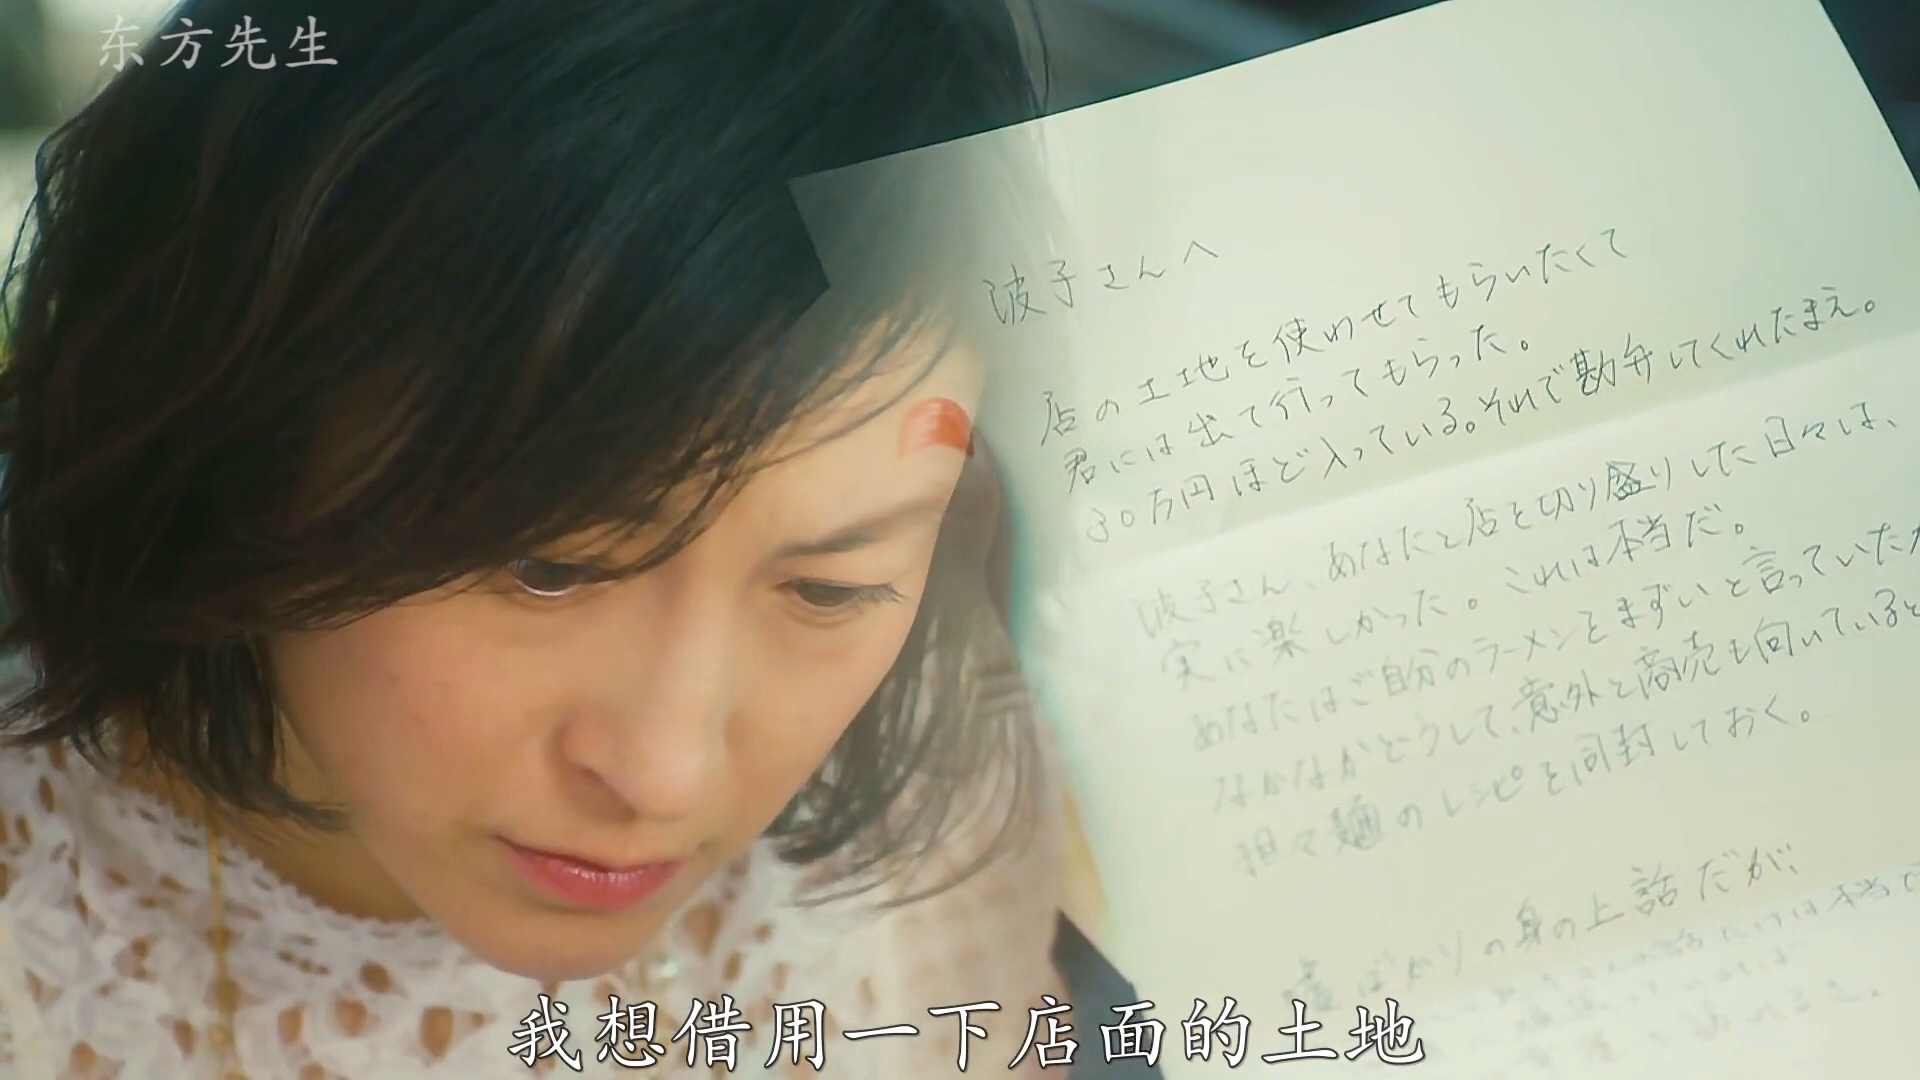 东方先生
波子さんへ
店の土地を使わせてもらいたくて
君には出て行ってもらった。
30万円ほど入っている。それで勘弁してくれたまえ。
波子さん、あなたと店を切り盛りした日々は、
実に楽しかった。これは本当だ。
あなたはご自分のラーメンをまずいと言っていたが
なかなかどうして、意外と商売も向いていると
担々麺のレシピを同封しておく。
嘘ばかりの身の上話だが、
我想借用一下店面的土地